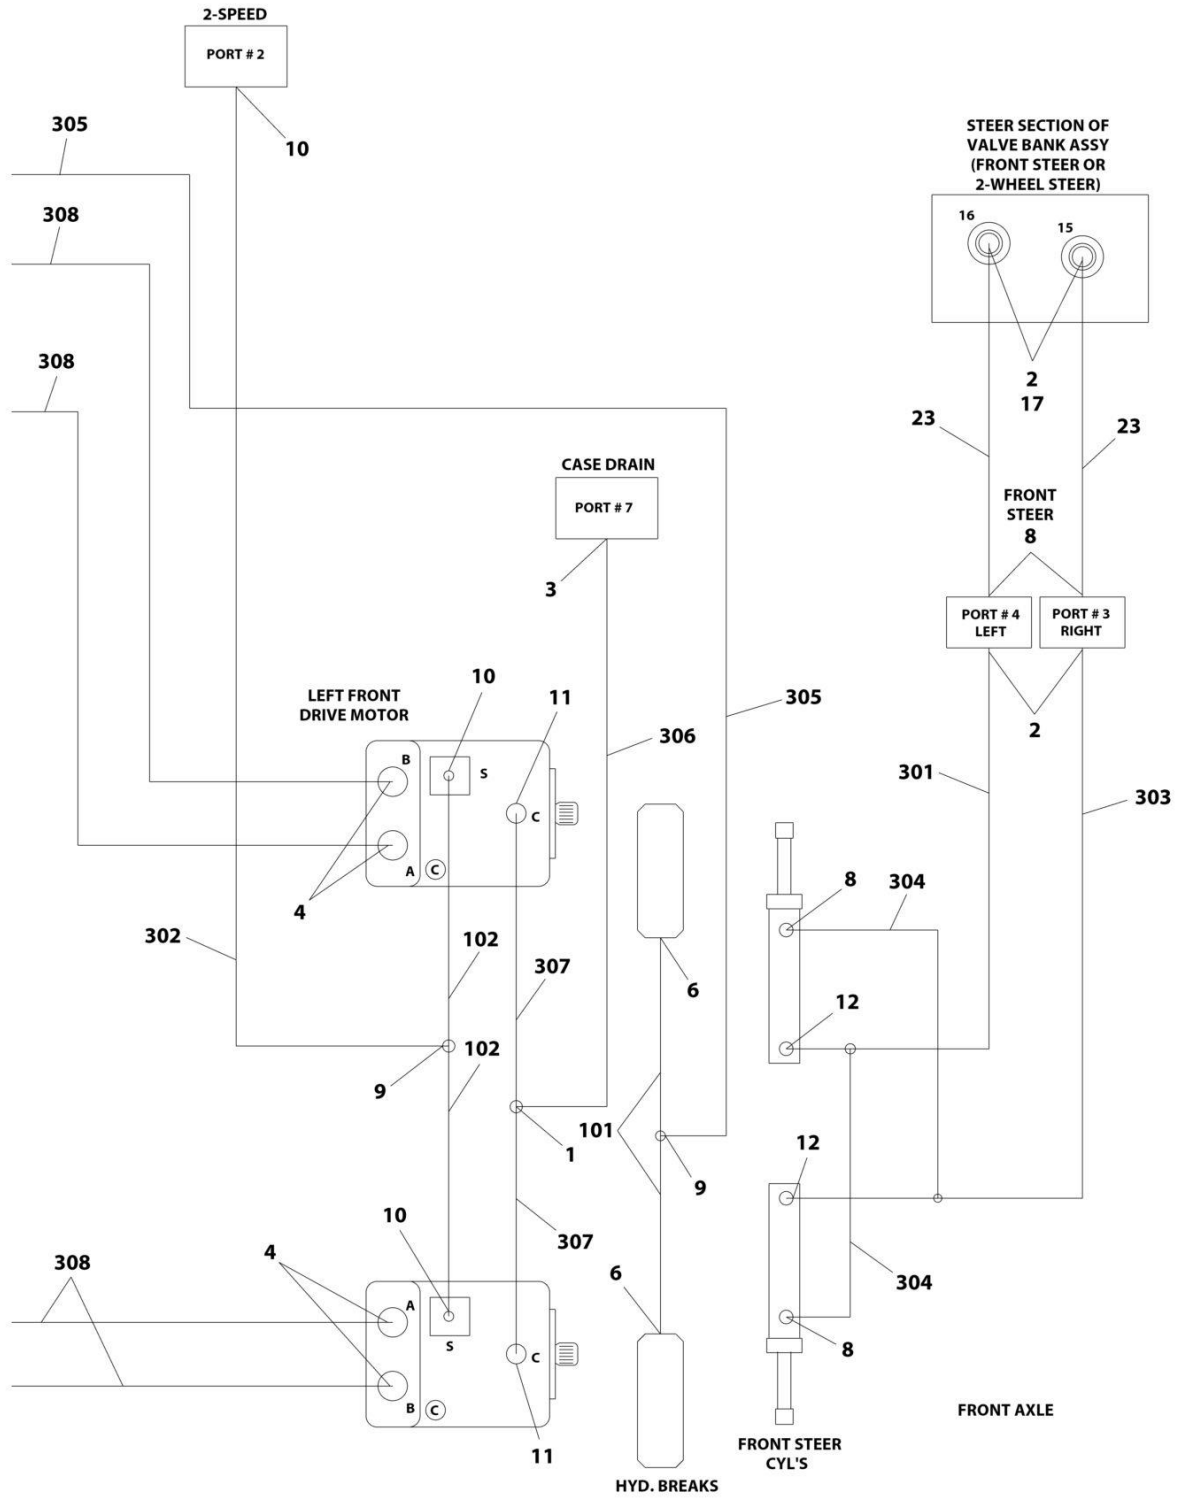 2-SPEED
PORT # 2
10
305
308
308
STEER SECTION OF
VALVE BANK ASSY
(FRONT STEER OR
2-WHEEL STEER)
16
15
2
17
23
23
CASE DRAIN
PORT # 7
3
FRONT
STEER
8
PORT # 4
LEFT
PORT # 3
RIGHT
2
LEFT FRONT
DRIVE MOTOR
10
11
305
306
B
S
C
A
C
4
301
303
302
102
307
6
8
304
12
9
102
1
101
9
12
10
307
304
308
4
6
A
S
C
B
C
8
11
FRONT STEER
CYL'S
FRONT AXLE
HYD. BREAKS